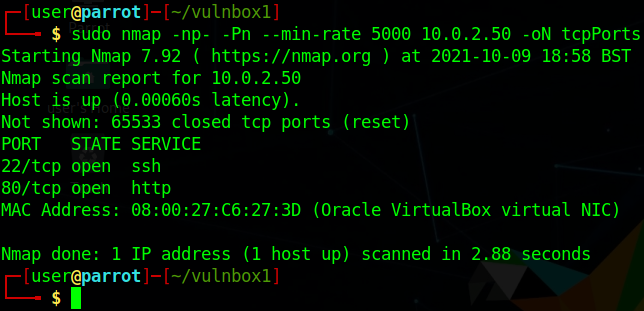 ┌─[user@parrot]─[~/vulnbox1]
└──╼ $ sudo nmap -np- -Pn --min-rate 5000 10.0.2.50 -oN tcpPorts
Starting Nmap 7.92 ( https://nmap.org ) at 2021-10-09 18:58 BST
Nmap scan report for 10.0.2.50
Host is up (0.00060s latency).
Not shown: 65533 closed tcp ports (reset)
PORT   STATE SERVICE
22/tcp open  ssh
80/tcp open  http
MAC Address: 08:00:27:C6:27:3D (Oracle VirtualBox virtual NIC)

Nmap done: 1 IP address (1 host up) scanned in 2.88 seconds
┌─[user@parrot]─[~/vulnbox1]
└──╼ $